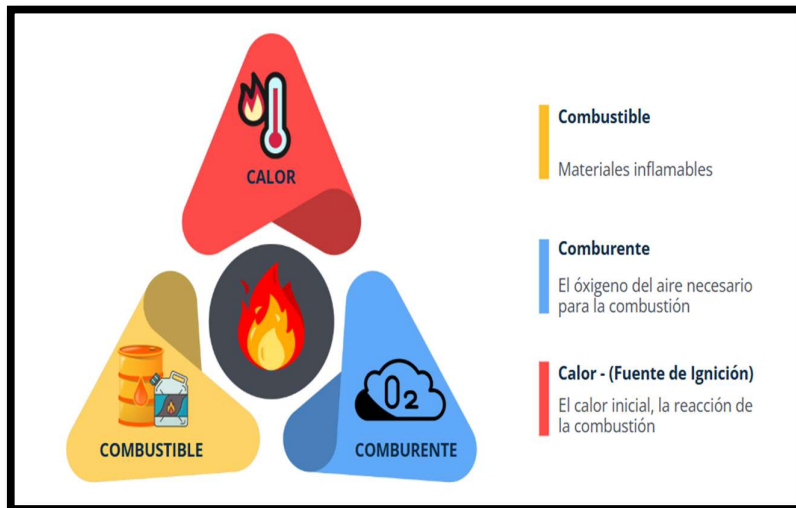 CALOR
COMBUSTIBLE
O2
COMBURENTE
Combustible
Materiales inflamables
Comburente
El óxigeno del aire necesario
para la combustión
Calor - (Fuente de Ignición)
El calor inicial, la reacción de
la combustión